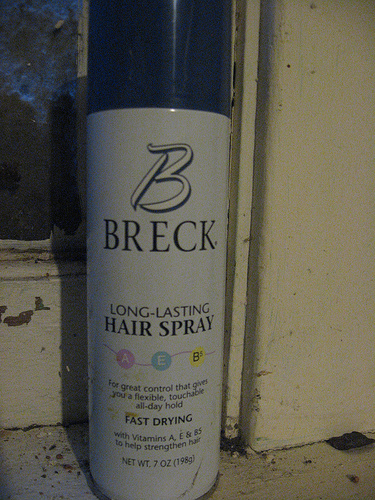 B
BRECK®
LONG-LASTING
HAIR SPRAY
A E B5
For great control that gives
you a flexible, touchable
all-day hold
FAST DRYING
with Vitamins A, E & B5
to help strengthen hair
NET WT. 7 OZ (198g)